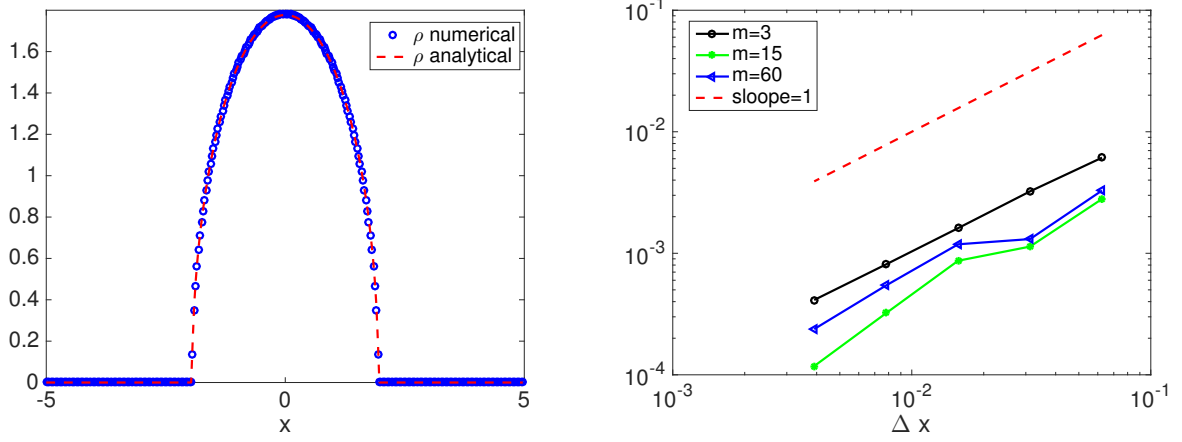 1.6
1.4
1.2
1
0.8
0.6
0.4
0.2
0
-5
0
5
x
ρ numerical
ρ analytical
10^-1
10^-2
10^-3
10^-4
10^-3
10^-2
10^-1
Δ x
m=3
m=15
m=60
sloope=1